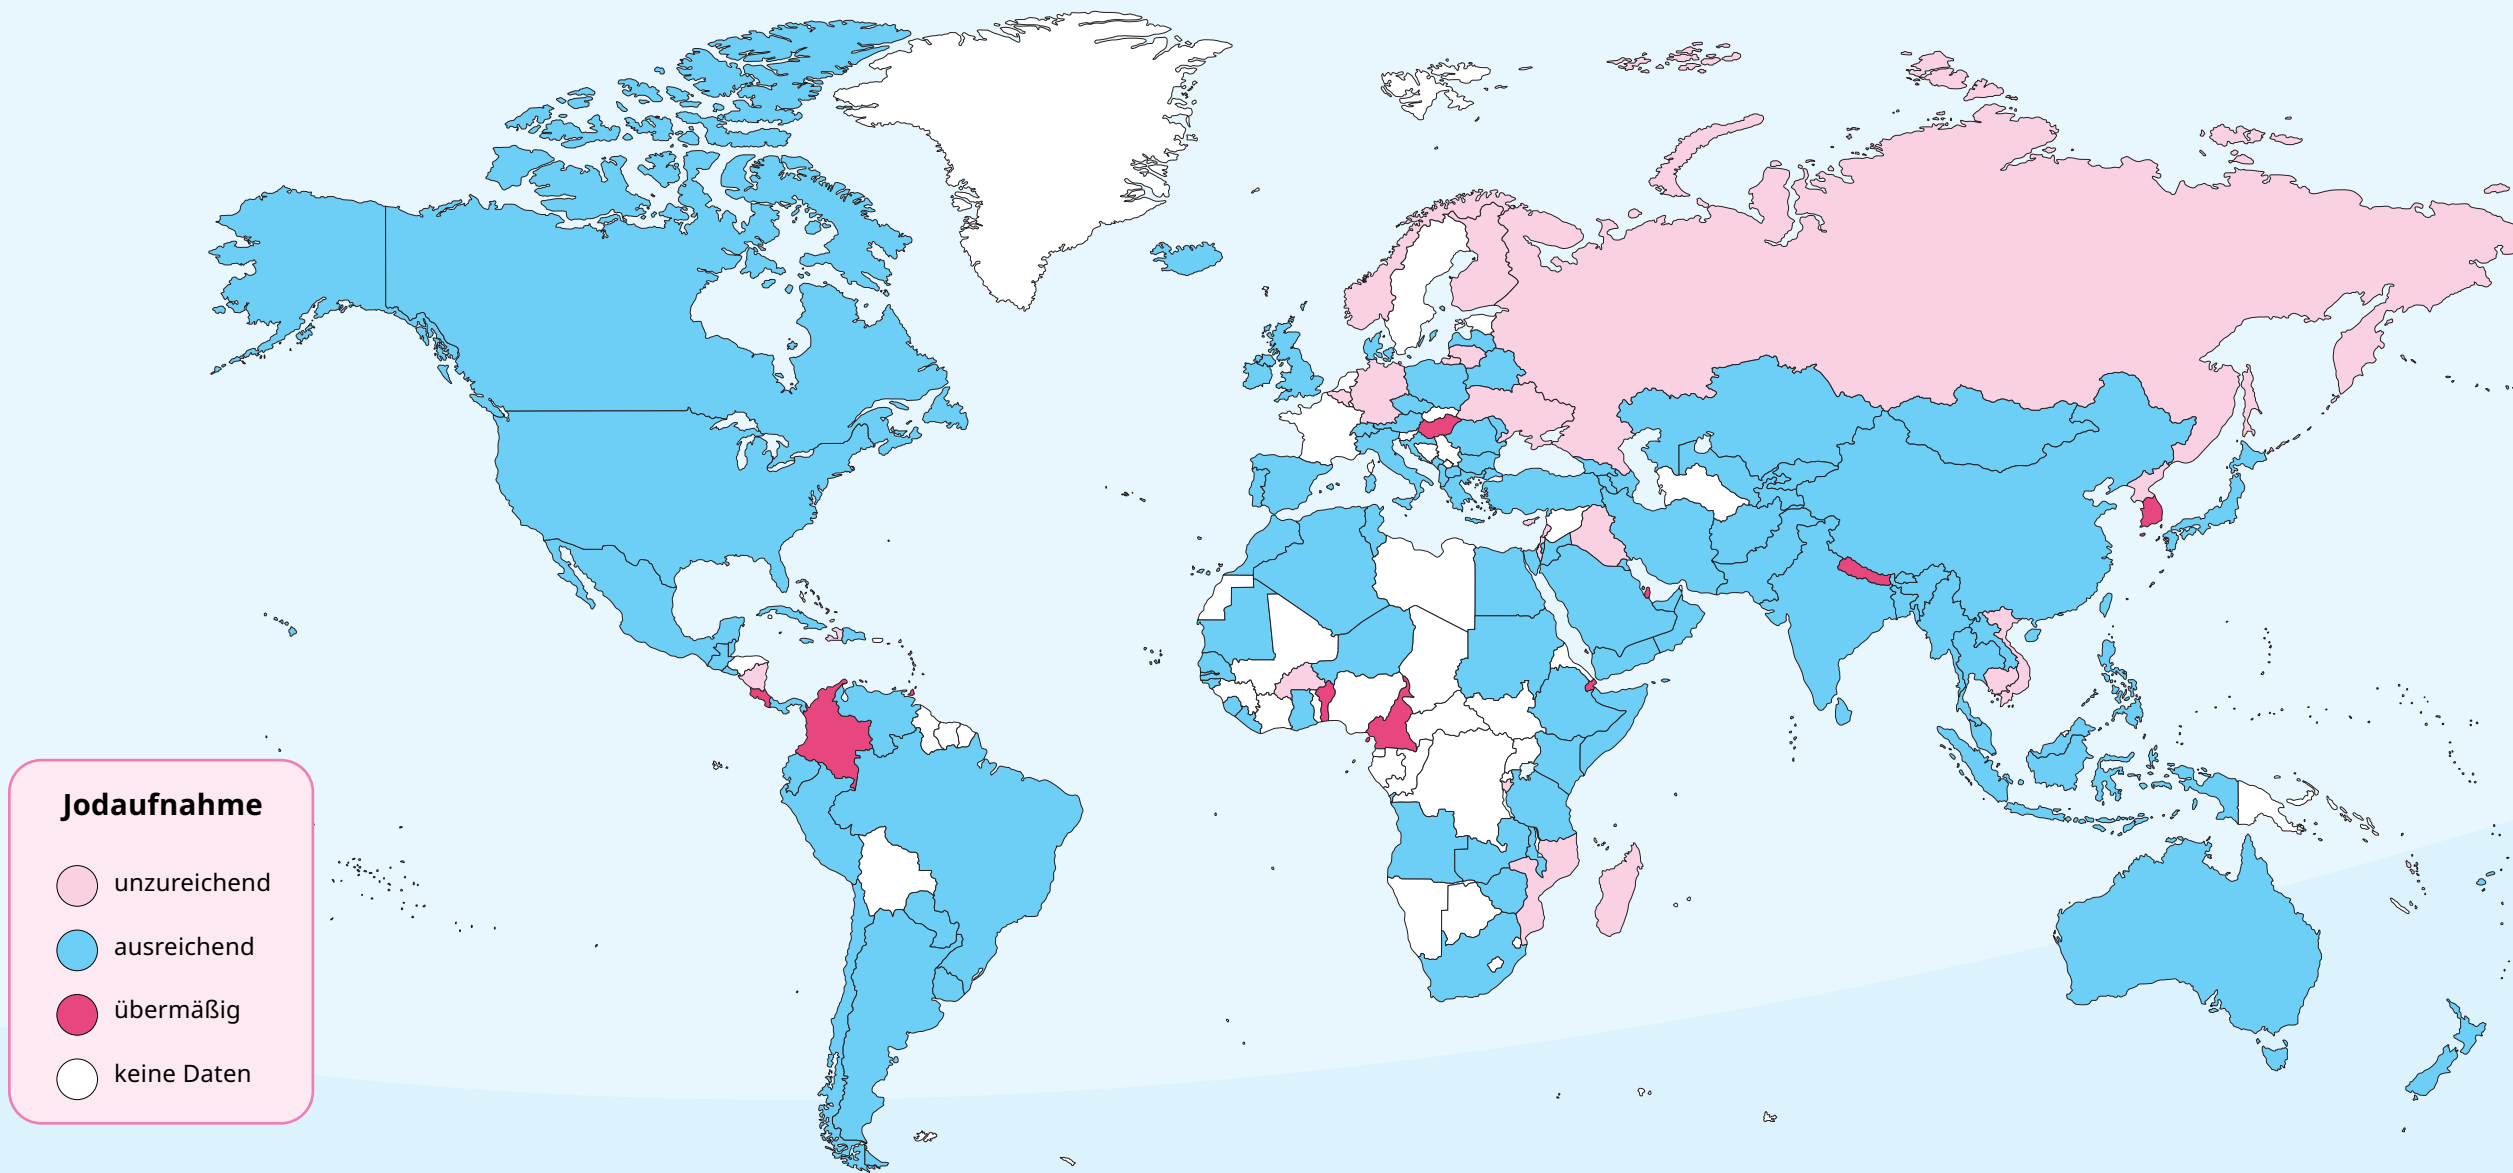 Jodaufnahme
unzureichend
ausreichend
übermäßig
keine Daten